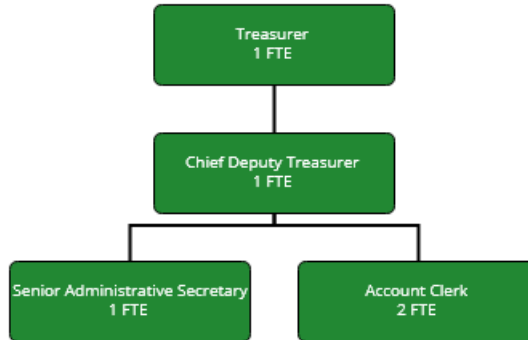 Treasurer
1 FTE
Chief Deputy Treasurer
1 FTE
Senior Administrative Secretary
1 FTE
Account Clerk
2 FTE